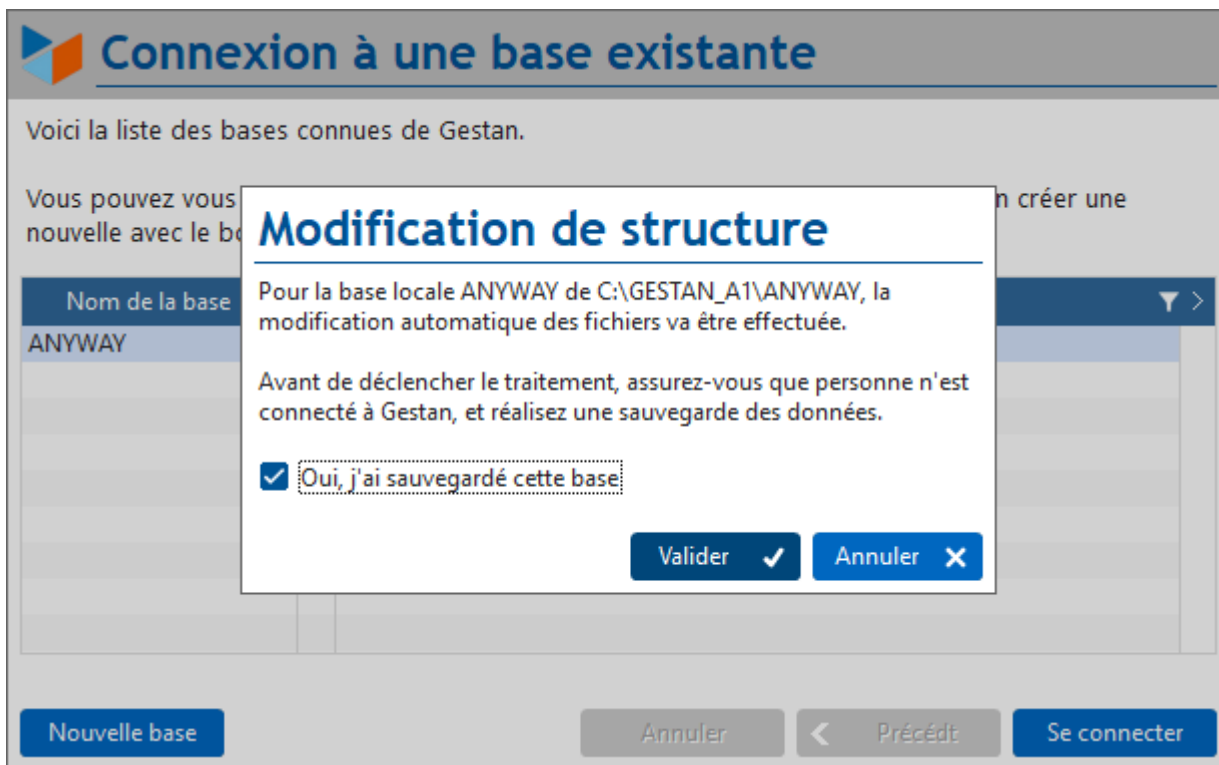 Connexion à une base existante
Voici la liste des bases connues de Gestan.
Vous pouvez vous
n créer une
nouvelle avec le
Modification de structure
Pour la base locale ANYWAY de C:\GESTAN_A1\ANYWAY, la
modification automatique des fichiers va être effectuée.
Avant de déclencher le traitement, assurez-vous que personne n'est
connecté à Gestan, et réalisez une sauvegarde des données.
Oui, j'ai sauvegardé cette base
Valider
Annuler
Nom de la base
ANYWAY
Nouvelle base
Annuler
Précédt
Se connecter